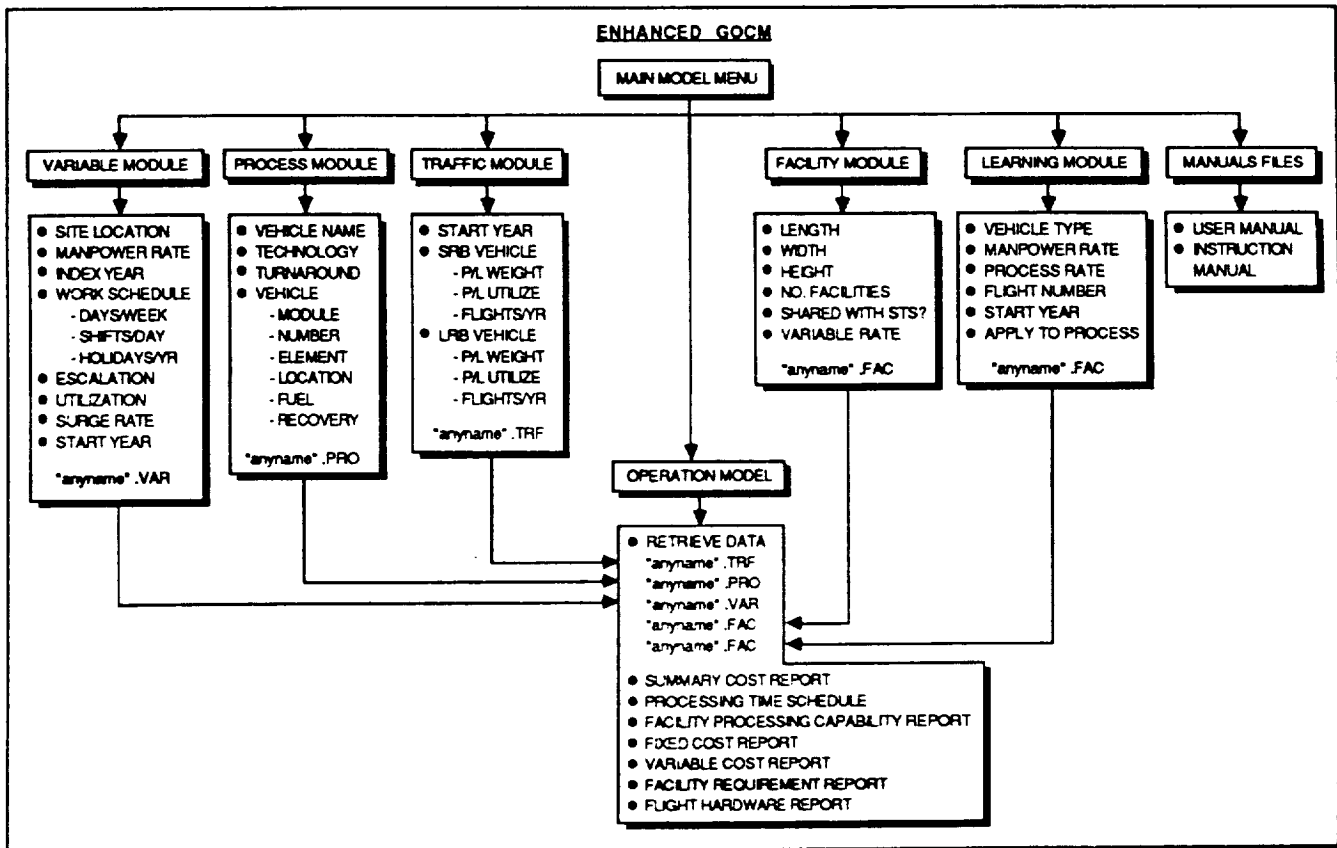 ENHANCED GOCM
MAIN MODEL MENU
VARIABLE MODULE
● SITE LOCATION
● MANPOWER RATE
● INDEX YEAR
● WORK SCHEDULE
- DAYS/WEEK
- SHIFTS/DAY
- HOLIDAYS/YR
● ESCALATION
● UTILIZATION
● SURGE RATE
● START YEAR
"anyname" .VAR
PROCESS MODULE
● VEHICLE NAME
● TECHNOLOGY
● TURNAROUND
● VEHICLE
- MODULE
- NUMBER
- ELEMENT
- LOCATION
- FUEL
- RECOVERY
"anyname" .PRO
TRAFFIC MODULE
● START YEAR
● SRB VEHICLE
- P/L WEIGHT
- P/L UTILIZE
- FLIGHTS/YR
● LRB VEHICLE
- P/L WEIGHT
- P/L UTILIZE
- FLIGHTS/YR
"anyname" .TRF
FACILITY MODULE
● LENGTH
● WIDTH
● HEIGHT
● NO. FACILITIES
● SHARED WITH STS?
● VARIABLE RATE
"anyname" .FAC
LEARNING MODULE
● VEHICLE TYPE
● MANPOWER RATE
● PROCESS RATE
● FLIGHT NUMBER
● START YEAR
● APPLY TO PROCESS
"anyname" .FAC
MANUALS FILES
● USER MANUAL
● INSTRUCTION
MANUAL
OPERATION MODEL
● RETRIEVE DATA
"anyname" .TRF
"anyname" .PRO
"anyname" .VAR
"anyname" .FAC
"anyname" .FAC
● SUMMARY COST REPORT
● PROCESSING TIME SCHEDULE
● FACILITY PROCESSING CAPABILITY REPORT
● FIXED COST REPORT
● VARIABLE COST REPORT
● FACILITY REQUIREMENT REPORT
● FLIGHT HARDWARE REPORT